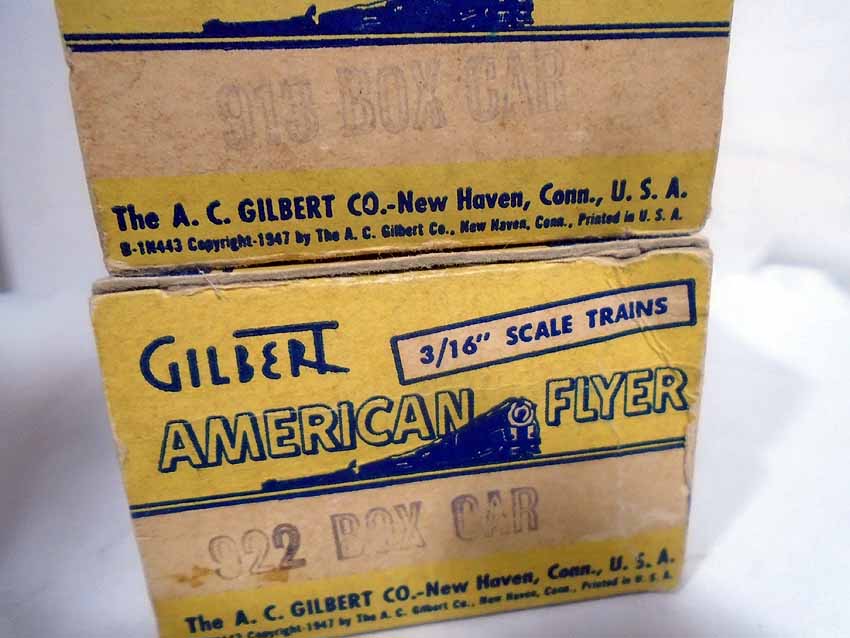 913 BOX CAR
The A. C. GILBERT CO.-New Haven, Conn., U. S. A.
B-1N443 Copyright-1947 by The A. C. Gilbert Co., New Haven, Conn., Printed in U. S. A.
GILBERT
3/16" SCALE TRAINS
AMERICAN FLYER
922 BOX CAR
The A. C. GILBERT CO.-New Haven, Conn., U. S. A.
Copyright-1947 by The A. C. Gilbert Co., New Haven, Conn., Printed in U. S. A.